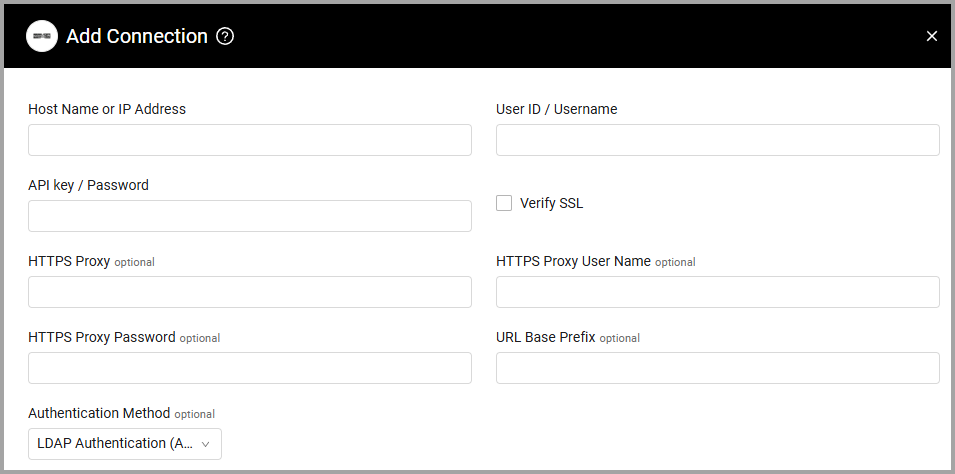 Add Connection ?
Host Name or IP Address
User ID / Username
API key / Password
Verify SSL
HTTPS Proxy optional
HTTPS Proxy User Name optional
HTTPS Proxy Password optional
URL Base Prefix optional
Authentication Method optional
LDAP Authentication (A...